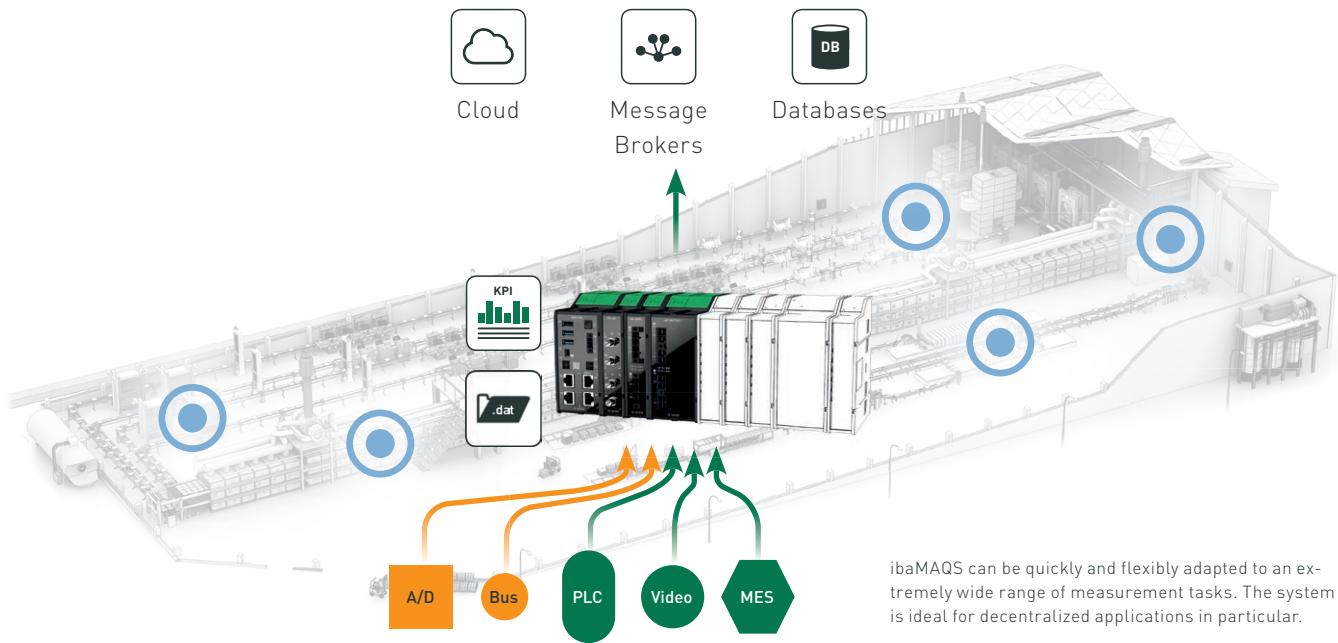 DB
Cloud
Message
Brokers
Databases
KPI
.dat
A/D
Bus
PLC
Video
MES
ibaMAQS can be quickly and flexibly adapted to an ex-
tremely wide range of measurement tasks. The system
is ideal for decentralized applications in particular.